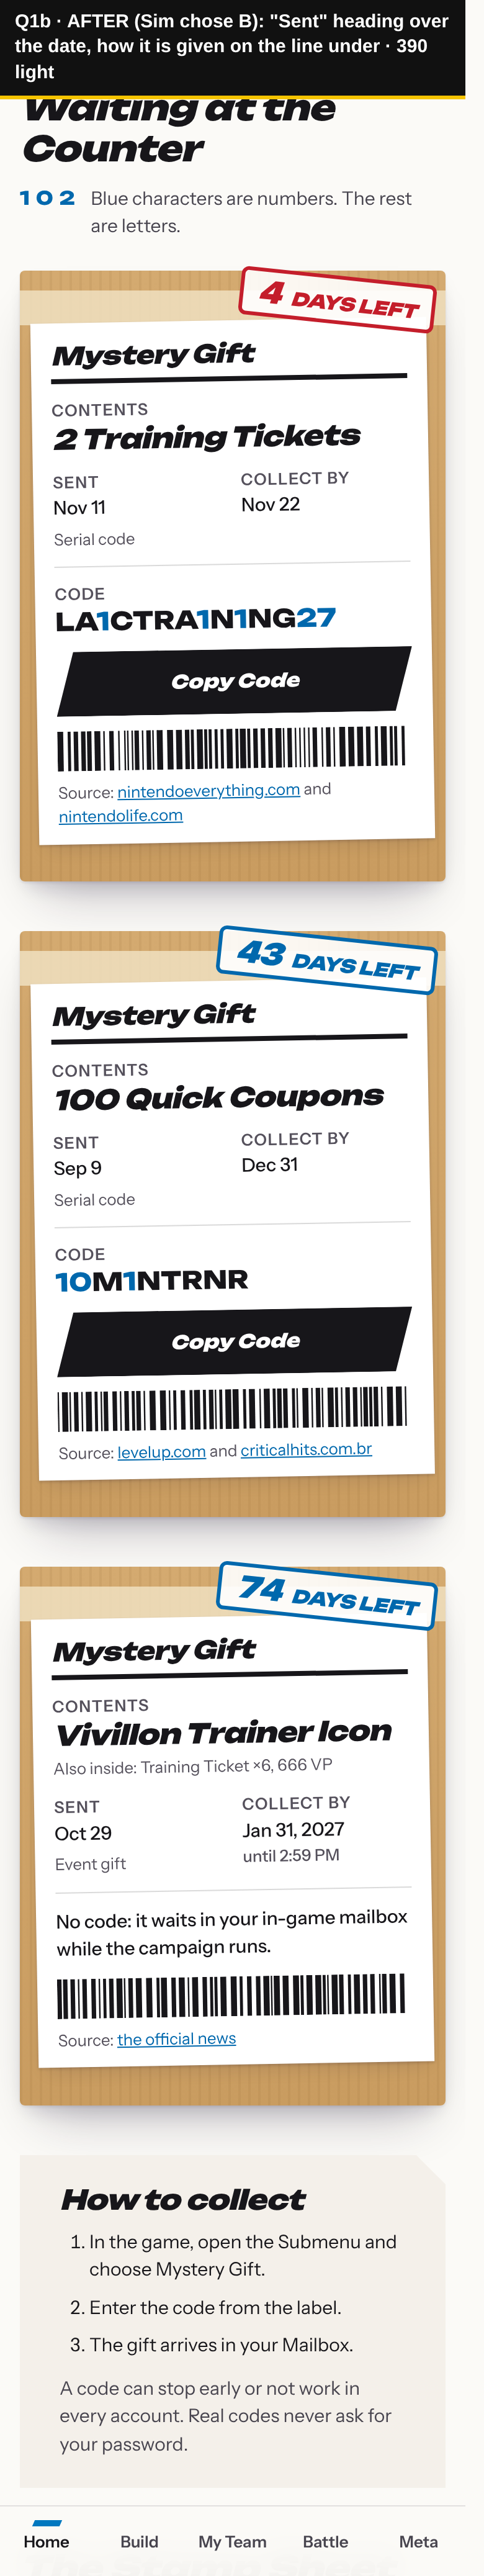 Q1b · AFTER (Sim chose B): "Sent" heading over
the date, how it is given on the line under · 390
light
Waiting at the
Counter
102 Blue characters are numbers. The rest
are letters.
4 DAYS LEFT
Mystery Gift
CONTENTS
2 Training Tickets
SENT COLLECT BY
Nov 11 Nov 22
Serial code
CODE
LA1CTRA1N1NG27
Copy Code
Source: nintendoeverything.com and
nintendolife.com
43 DAYS LEFT
Mystery Gift
CONTENTS
100 Quick Coupons
SENT COLLECT BY
Sep 9 Dec 31
Serial code
CODE
10M1NTRNR
Copy Code
Source: levelup.com and criticalhits.com.br
74 DAYS LEFT
Mystery Gift
CONTENTS
Vivillon Trainer Icon
Also inside: Training Ticket ×6, 666 VP
SENT COLLECT BY
Oct 29 Jan 31, 2027
Event gift until 2:59 PM
No code: it waits in your in-game mailbox
while the campaign runs.
Source: the official news
How to collect
1. In the game, open the Submenu and
choose Mystery Gift.
2. Enter the code from the label.
3. The gift arrives in your Mailbox.
A code can stop early or not work in
every account. Real codes never ask for
your password.
Home Build My Team Battle Meta